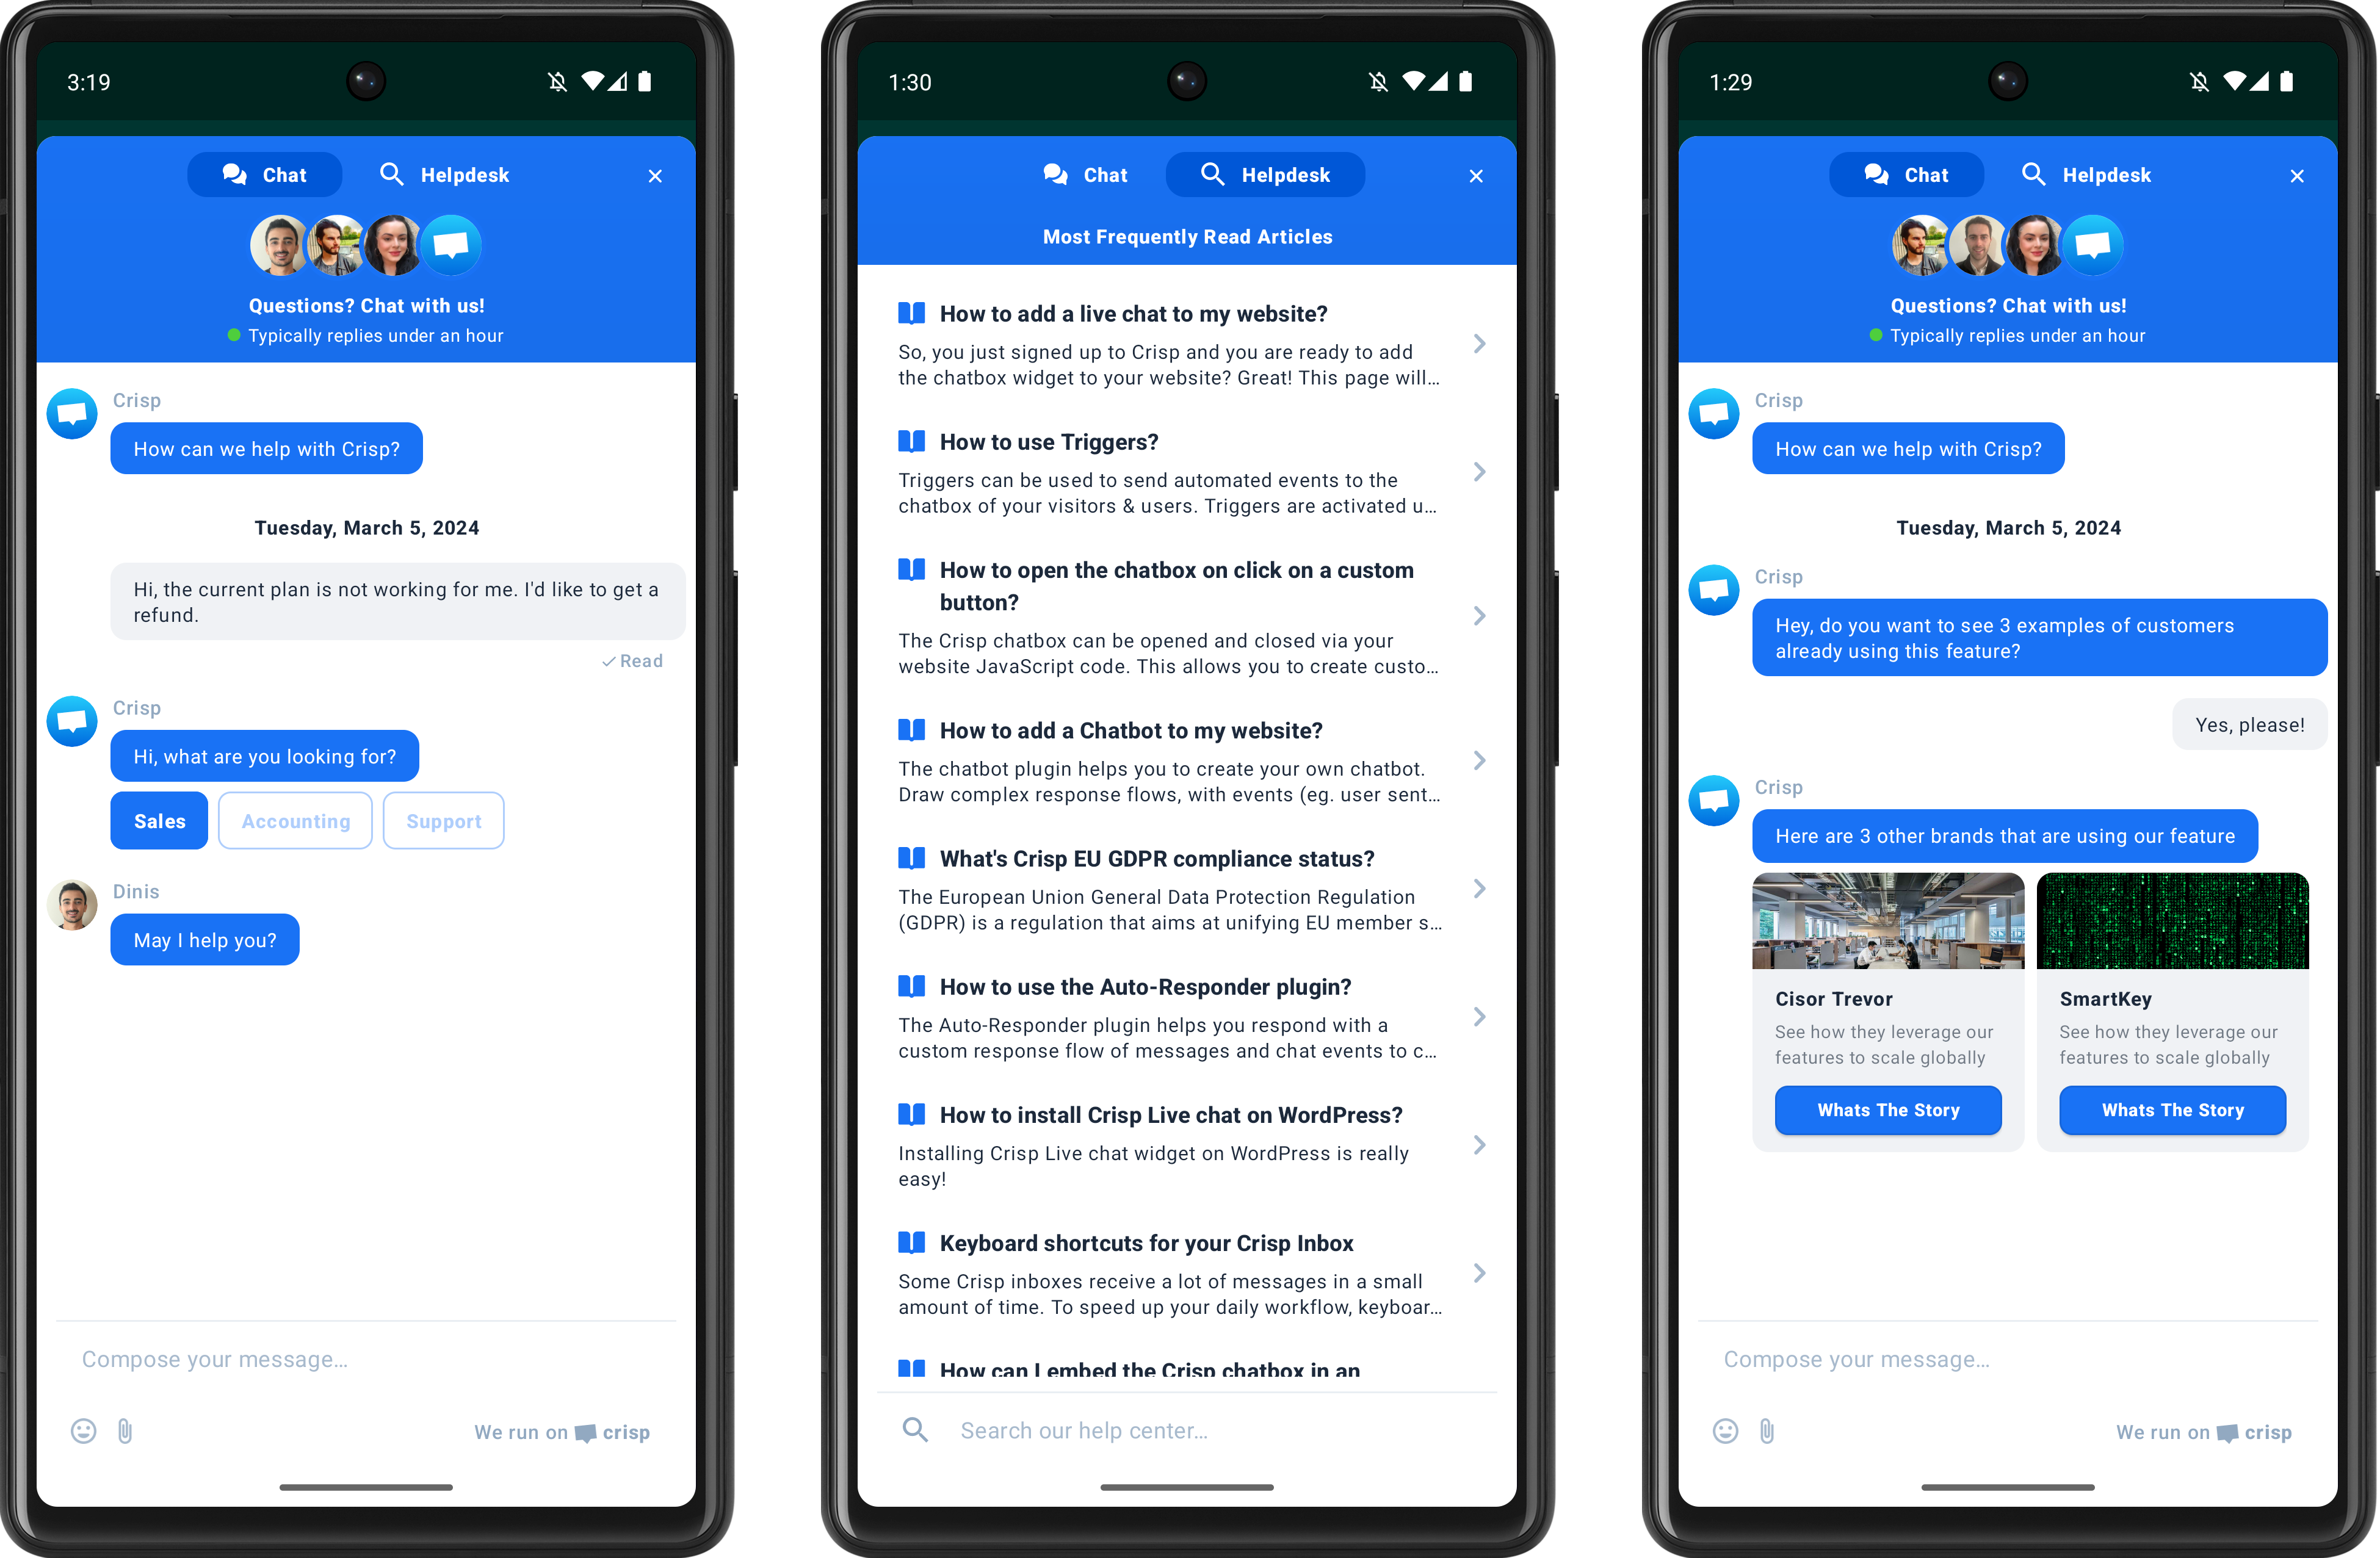 3:19
Chat
Helpdesk
Questions? Chat with us!
Typically replies under an hour
Crisp
How can we help with Crisp?
Tuesday, March 5, 2024
Hi, the current plan is not working for me. I'd like to get a
refund.
Read
Crisp
Hi, what are you looking for?
Sales
Accounting
Support
Dinis
May I help you?
Compose your message...
We run on crisp
1:30
Chat
Helpdesk
Most Frequently Read Articles
How to add a live chat to my website?
So, you just signed up to Crisp and you are ready to add
the chatbox widget to your website? Great! This page will...
How to use Triggers?
Triggers can be used to send automated events to the
chatbox of your visitors & users. Triggers are activated u...
How to open the chatbox on click on a custom
button?
The Crisp chatbox can be opened and closed via your
website JavaScript code. This allows you to create custo...
How to add a Chatbot to my website?
The chatbot plugin helps you to create your own chatbot.
Draw complex response flows, with events (eg. user sent...
What's Crisp EU GDPR compliance status?
The European Union General Data Protection Regulation
(GDPR) is a regulation that aims at unifying EU member s...
How to use the Auto-Responder plugin?
The Auto-Responder plugin helps you respond with a
custom response flow of messages and chat events to c...
How to install Crisp Live chat on WordPress?
Installing Crisp Live chat widget on WordPress is really
easy!
Keyboard shortcuts for your Crisp Inbox
Some Crisp inboxes receive a lot of messages in a small
amount of time. To speed up your daily workflow, keyboar...
How can I embed the Crisp chatbox in an
Search our help center...
1:29
Chat
Helpdesk
Questions? Chat with us!
Typically replies under an hour
Crisp
How can we help with Crisp?
Tuesday, March 5, 2024
Crisp
Hey, do you want to see 3 examples of customers
already using this feature?
Yes, please!
Crisp
Here are 3 other brands that are using our feature
Cisor Trevor
See how they leverage our
features to scale globally
Whats The Story
SmartKey
See how they leverage our
features to scale globally
Whats The Story
Compose your message...
We run on crisp